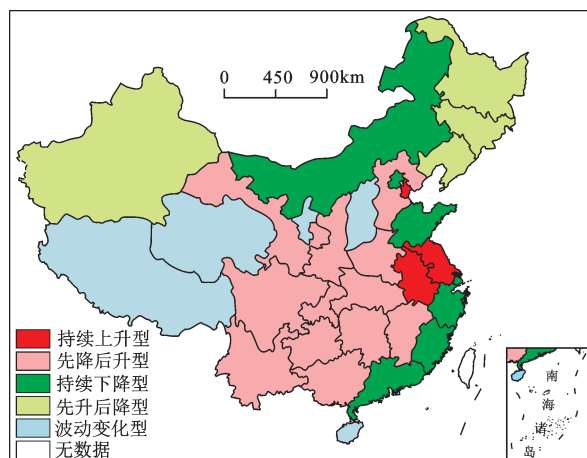 0 450 900km
持续上升型
先降后升型
持续下降型
先升后降型
波动变化型
无数据
南
海
诸
岛